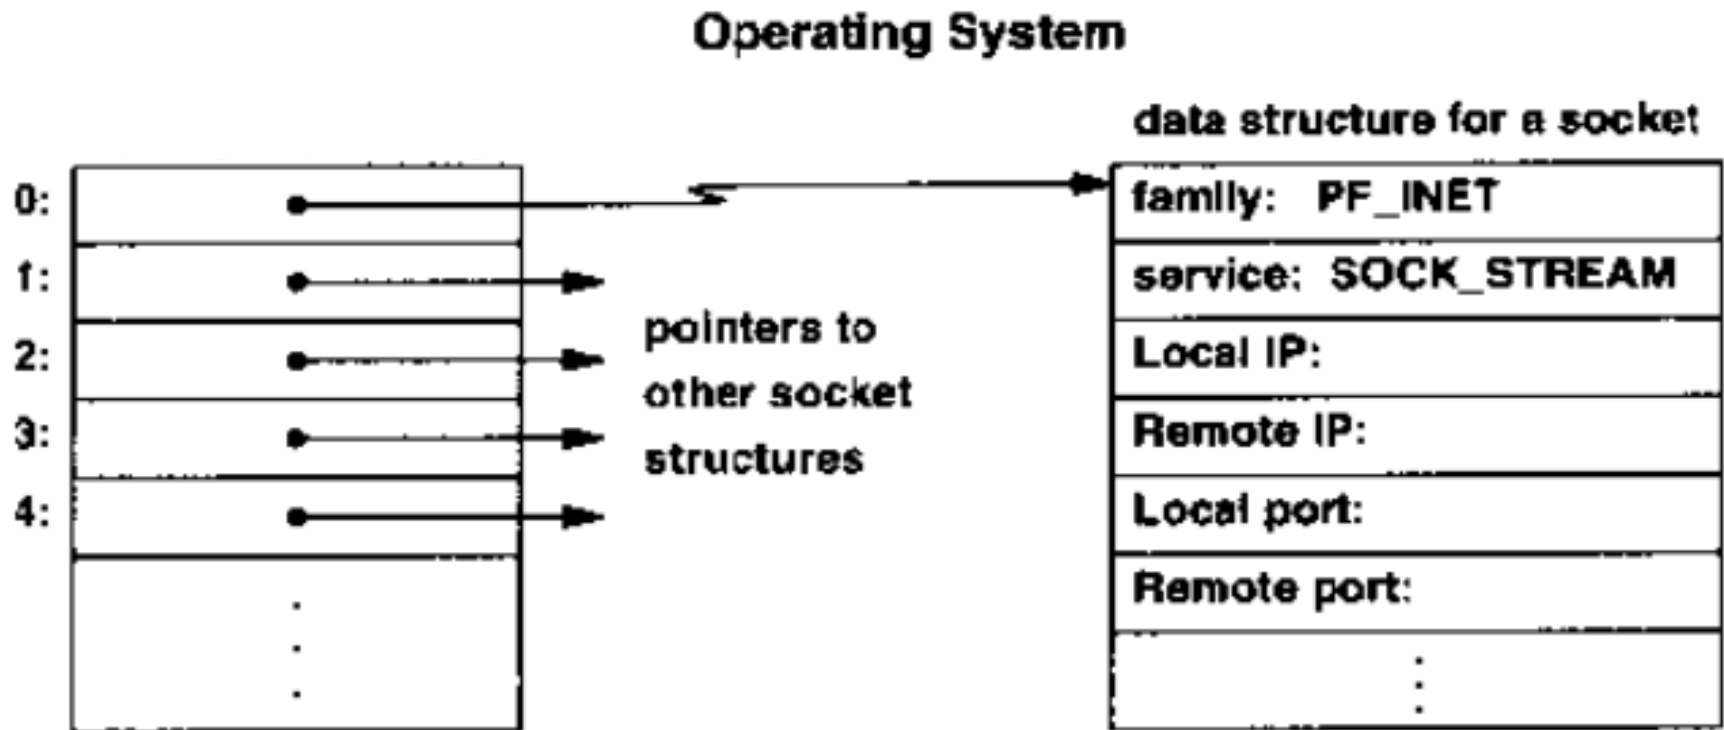 Operating System
data structure for a socket
0:
1:
2:
3:
4:
pointers to
other socket
structures
family: PF_INET
service: SOCK_STREAM
Local IP:
Remote IP:
Local port:
Remote port: